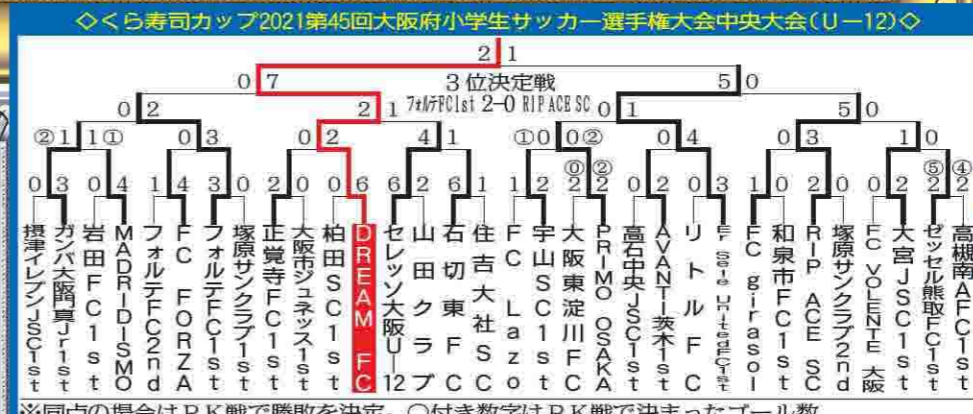 ◇くら寿司カップ2021第45回大阪府小学生サッカー選手権大会中央大会(U－12)◇
2 1
0 7 3位決定戦 5 0
フォルテFC1st 2-0 RIP ACE SC
0 2 2 1 0 1 5 0
②1 1① 0 3 0 2 4 1 ①0 0② 0 4 0 3 1 0
0 3 0 4 1 4 3 0 2 0 0 6 6 2 6 1 1 2 ⓪2 ②2 0 2 0 3 1 0 2 0 0 2 ⑤2 ④2
摂津イレブンJSC1st
ガンバ大阪門真Jr1st
岩田FC1st
MADRIDISMO
フォルテFC2nd
FC FORZA
フォルテFC1st
塚原サンクラブ1st
正覚寺FC1st
大阪市ジュネッス1st
柏田SC1st
DREAM FC
セレッソ大阪U－12
山田クラブ
石切東FC
住吉大社SC
FC Lazo
宇山SC1st
大阪東淀川FC
PRIMO OSAKA
高石中央JSC1st
AVANTI茨木1st
リトルFC
Er Sele UnitedFC1st
FC girasol
和泉市FC1st
RIP ACE SC
塚原サンクラブ2nd
FC VOLENTE 大阪
大宮JSC1st
ゼッセル熊取FC1st
高槻南AFC1st
※同点の場合はPK戦で勝敗を決定。○付き数字はPK戦で決まったゴール数